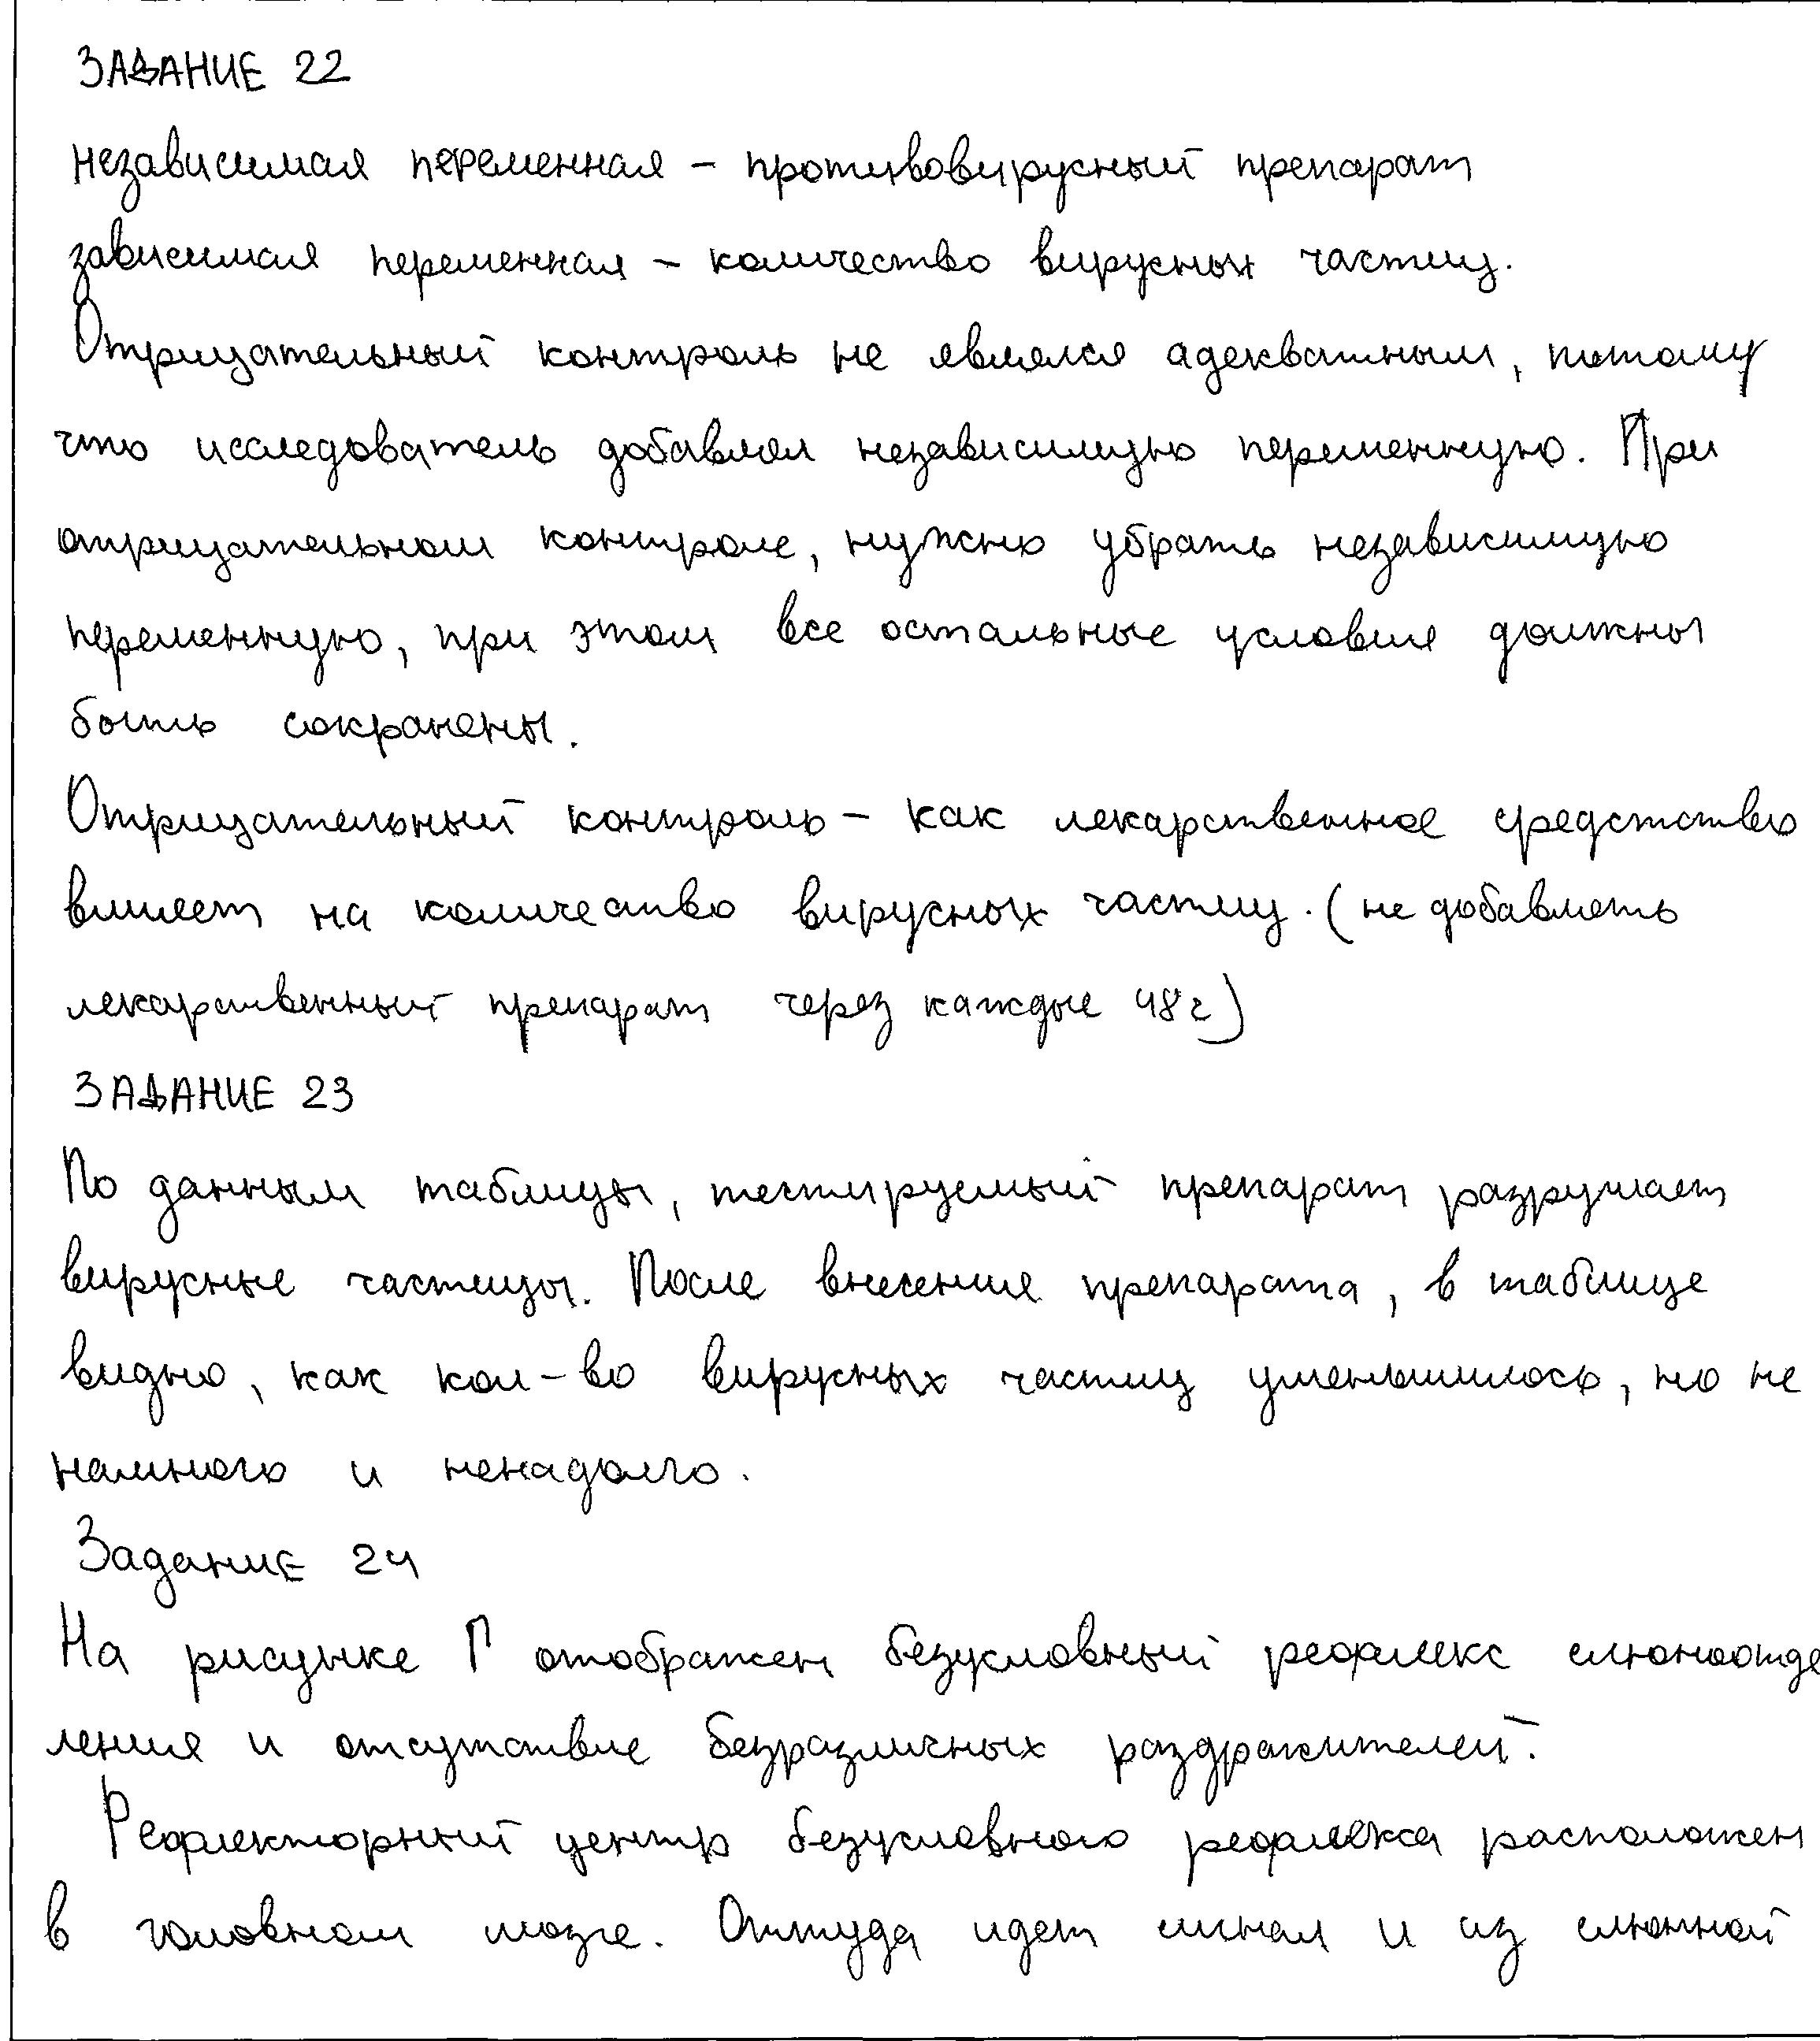 ЗАДАНИЕ 22
независимая переменная – противовирусный препарат
зависимая переменная – количество вирусных частиц.
Отрицательный контроль не являлся адекватным, потому
что исследователь добавлял независимую переменную. При
отрицательном контроле, нужно убрать независимую
переменную, при этом все остальные условия должны
быть сохранены.
Отрицательный контроль – как лекарственное средство
влияет на количество вирусных частиц. (не добавлять
лекарственный препарат через каждые 48г)
ЗАДАНИЕ 23
По данным таблицы, тестируемый препарат разрушает
вирусные частицы. После внесения препарата, в таблице
видно, как кол-во вирусных частиц уменьшилось, но не
намного и ненадолго.
Задание 24
На рисунке Г отображен безусловный рефлекс слюноотде
ления и отсутствие безразличных раздражителей.
Рефлекторный центр безусловного рефлекса расположен
в головном мозге. Оттуда идет сигнал и из слюнной